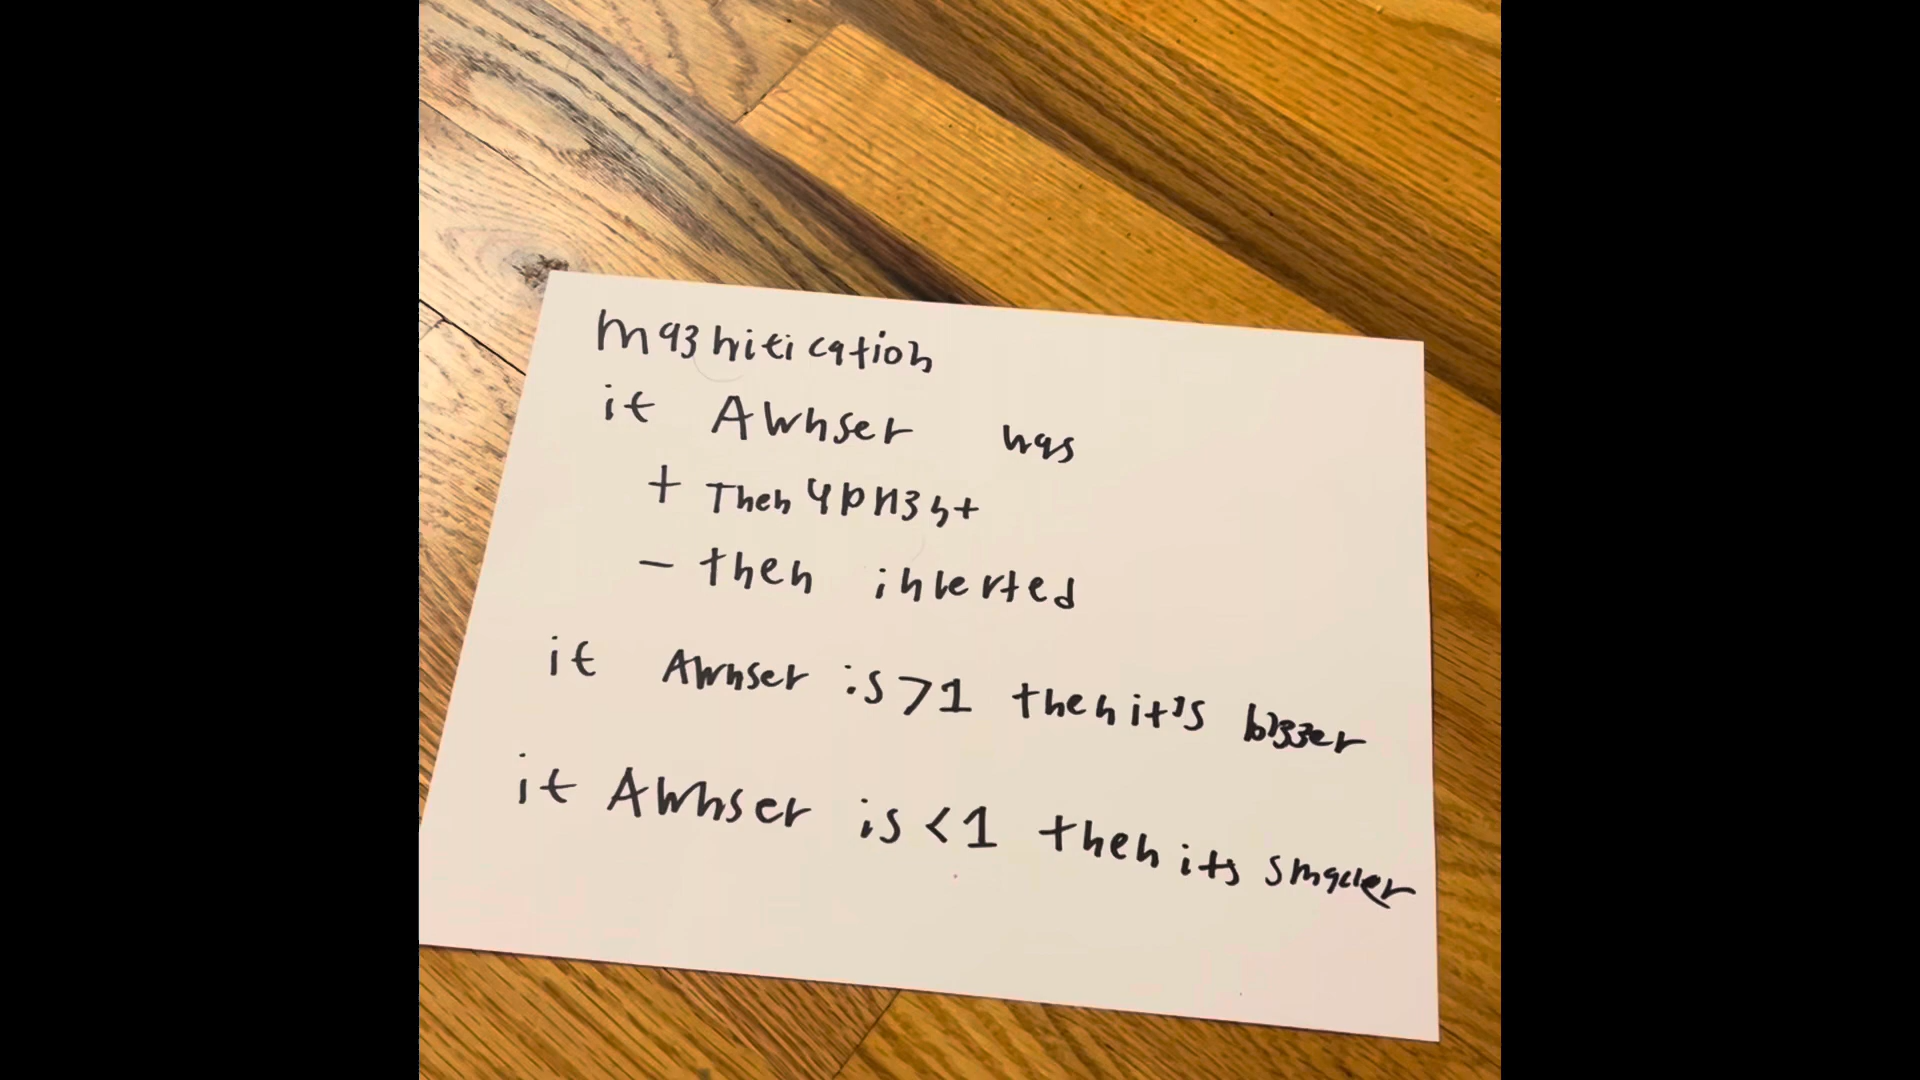 Magnification
if Awnser was
+ Then upright
- then inverted
if Awnser is >1 then it's bigger
if Awnser is <1 then its smaller